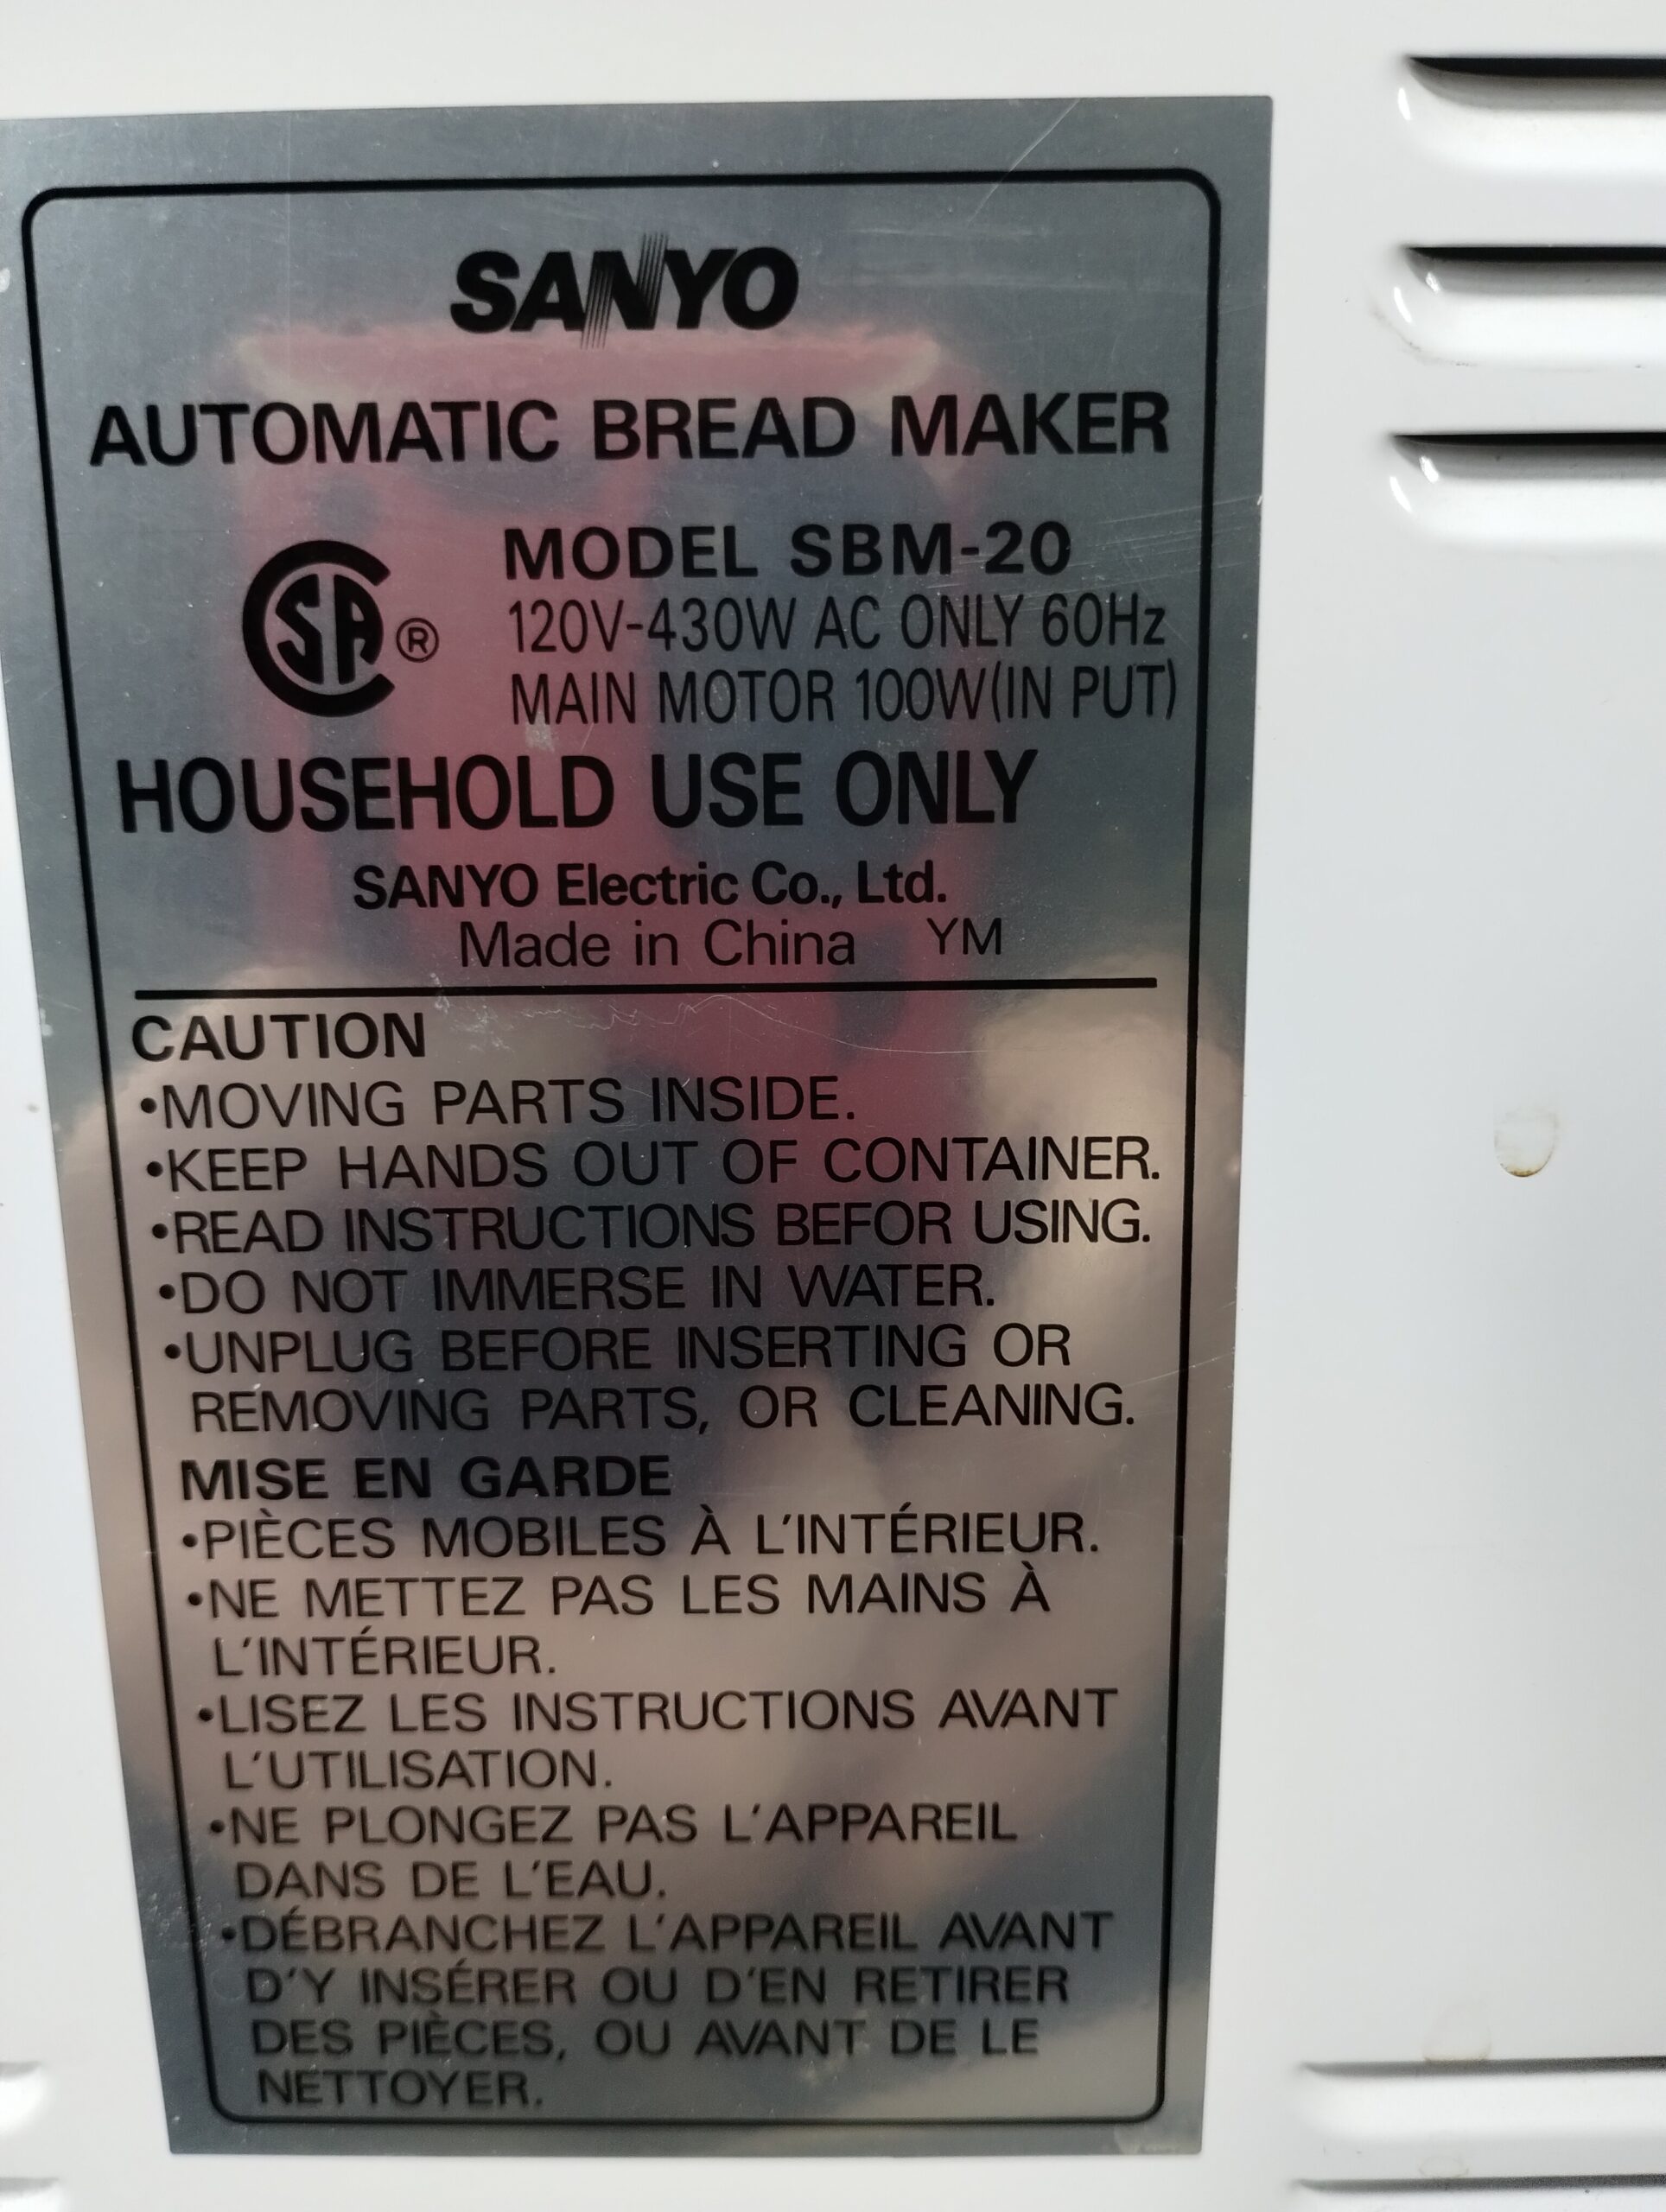 SANYO
AUTOMATIC BREAD MAKER
MODEL SBM-20
SA ® 120V-430W AC ONLY 60Hz
MAIN MOTOR 100W(IN PUT)
HOUSEHOLD USE ONLY
SANYO Electric Co., Ltd.
Made in China YM
CAUTION
•MOVING PARTS INSIDE.
•KEEP HANDS OUT OF CONTAINER.
•READ INSTRUCTIONS BEFOR USING.
•DO NOT IMMERSE IN WATER.
•UNPLUG BEFORE INSERTING OR
REMOVING PARTS, OR CLEANING.
MISE EN GARDE
•PIÈCES MOBILES À L'INTÉRIEUR.
•NE METTEZ PAS LES MAINS À
L'INTÉRIEUR.
•LISEZ LES INSTRUCTIONS AVANT
L'UTILISATION.
•NE PLONGEZ PAS L'APPAREIL
DANS DE L'EAU.
•DÉBRANCHEZ L'APPAREIL AVANT
D'Y INSÉRER OU D'EN RETIRER
DES PIÈCES, OU AVANT DE LE
NETTOYER.